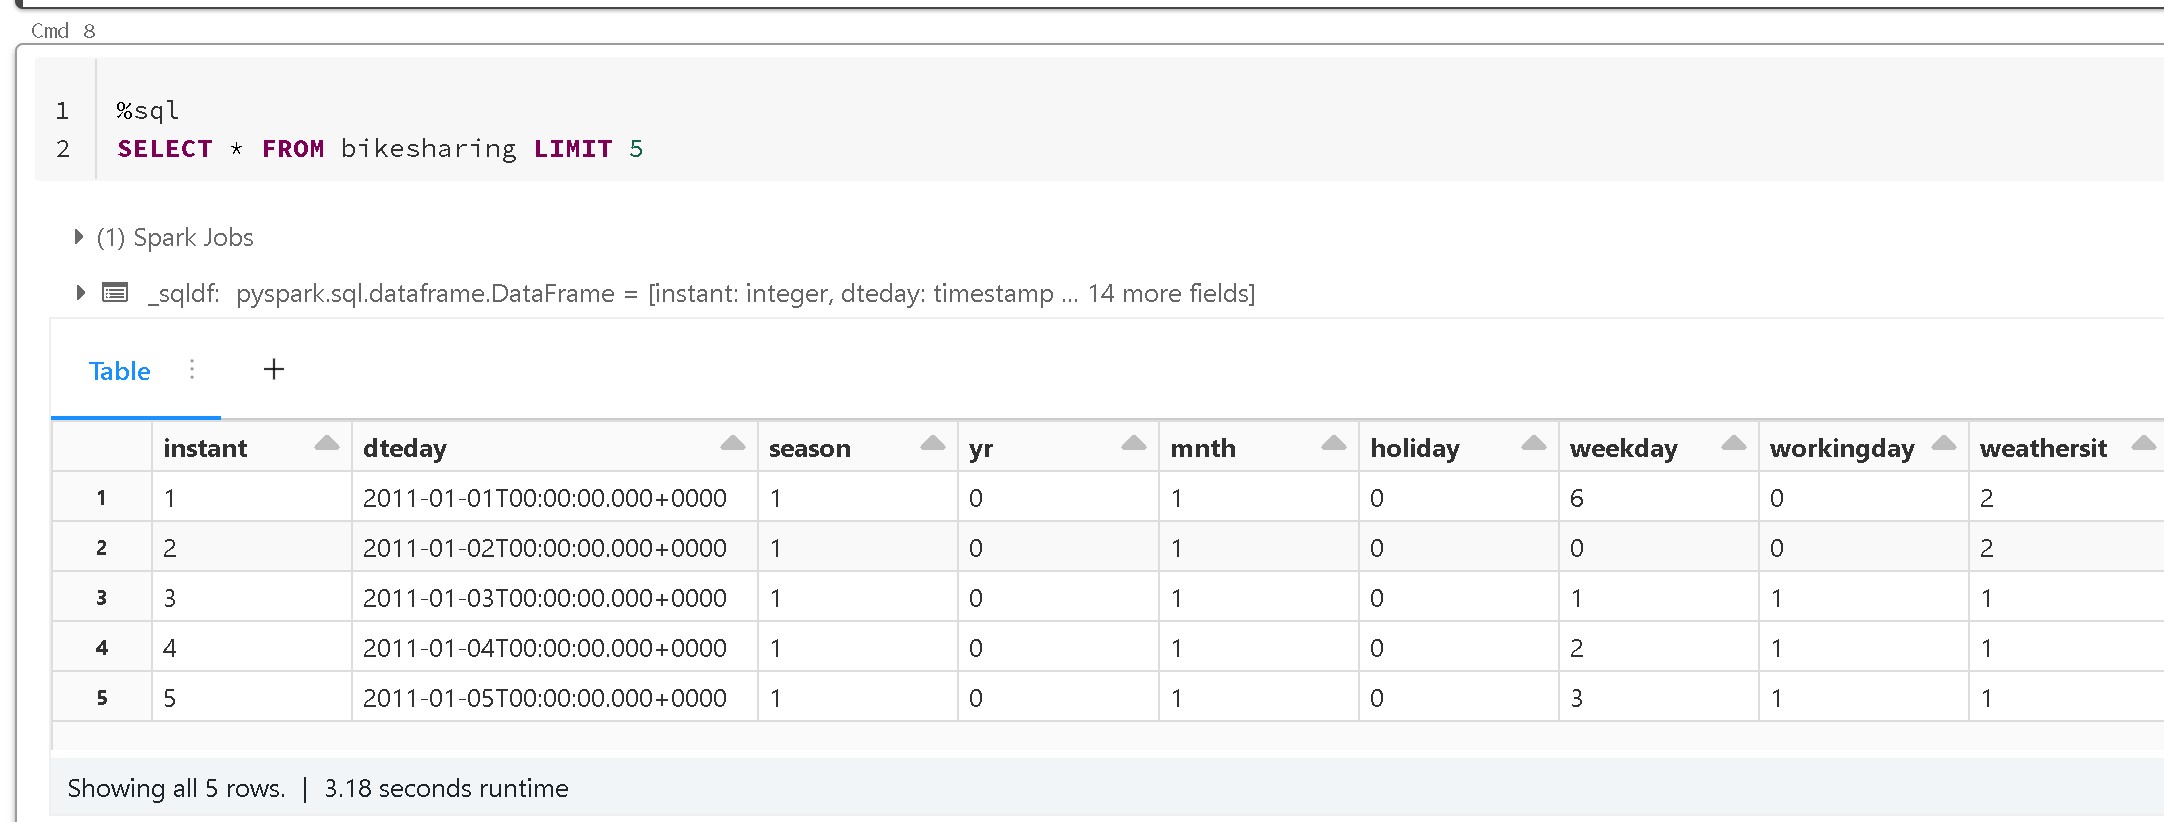 Cmd 8
1 %sql
2 SELECT * FROM bikesharing LIMIT 5
(1) Spark Jobs
_sqldf: pyspark.sql.dataframe.DataFrame = [instant: integer, dteday: timestamp ... 14 more fields]
Table +
instant dteday season yr mnth holiday weekday workingday weathersit
1 1 2011-01-01T00:00:00.000+0000 1 0 1 0 6 0 2
2 2 2011-01-02T00:00:00.000+0000 1 0 1 0 0 0 2
3 3 2011-01-03T00:00:00.000+0000 1 0 1 0 1 1 1
4 4 2011-01-04T00:00:00.000+0000 1 0 1 0 2 1 1
5 5 2011-01-05T00:00:00.000+0000 1 0 1 0 3 1 1
Showing all 5 rows. | 3.18 seconds runtime